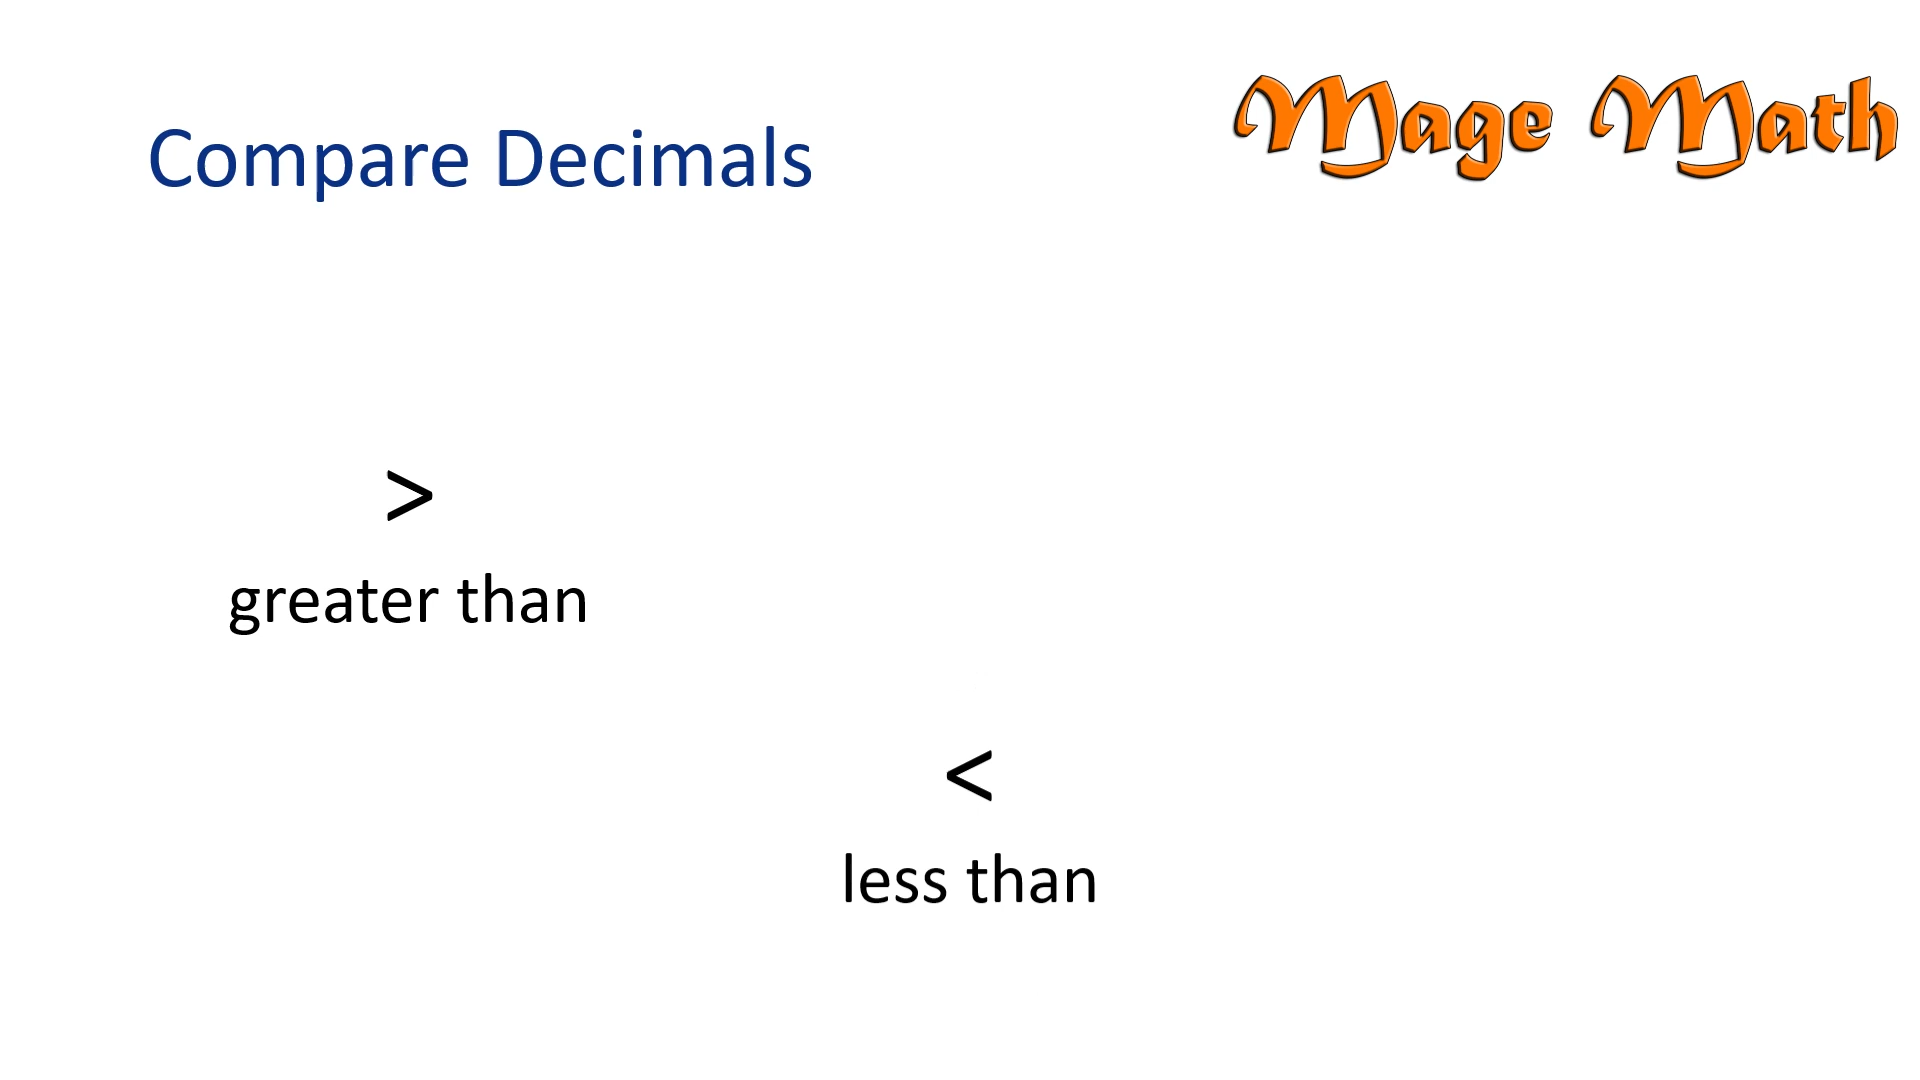 Mage Math
Compare Decimals
>
greater than
<
less than